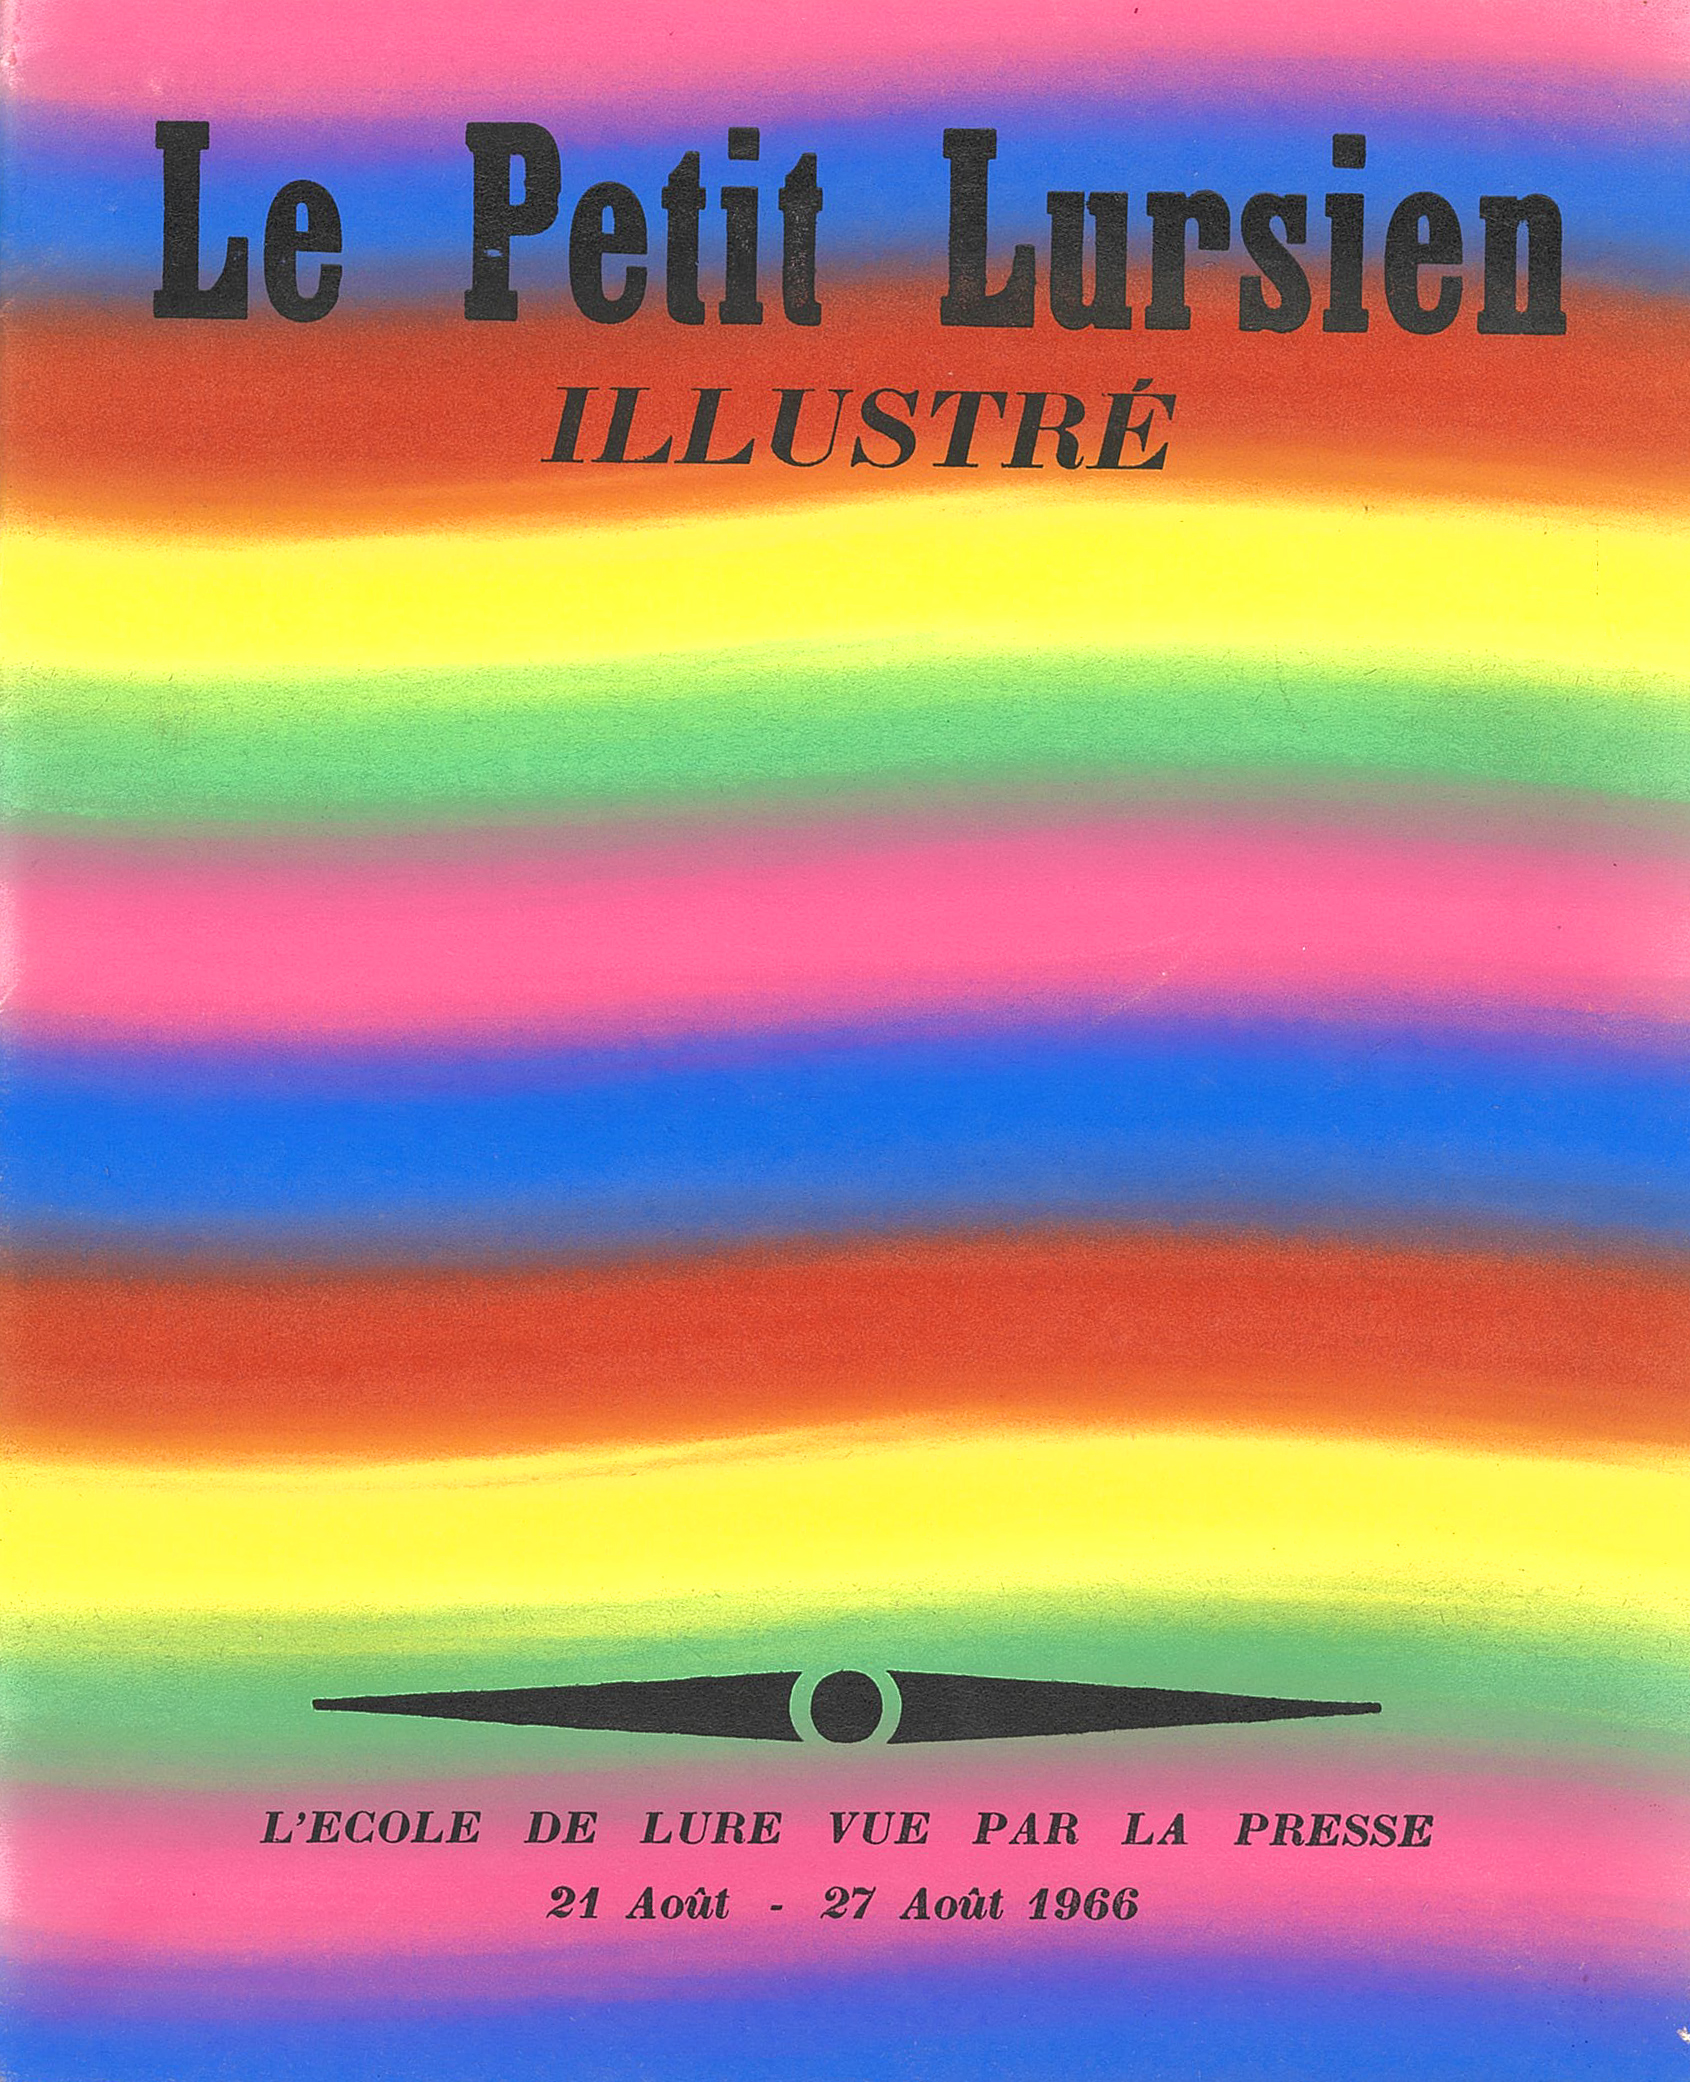 Le Petit Lursien
ILLUSTRÉ
L'ECOLE DE LURE VUE PAR LA PRESSE
21 Août - 27 Août 1966